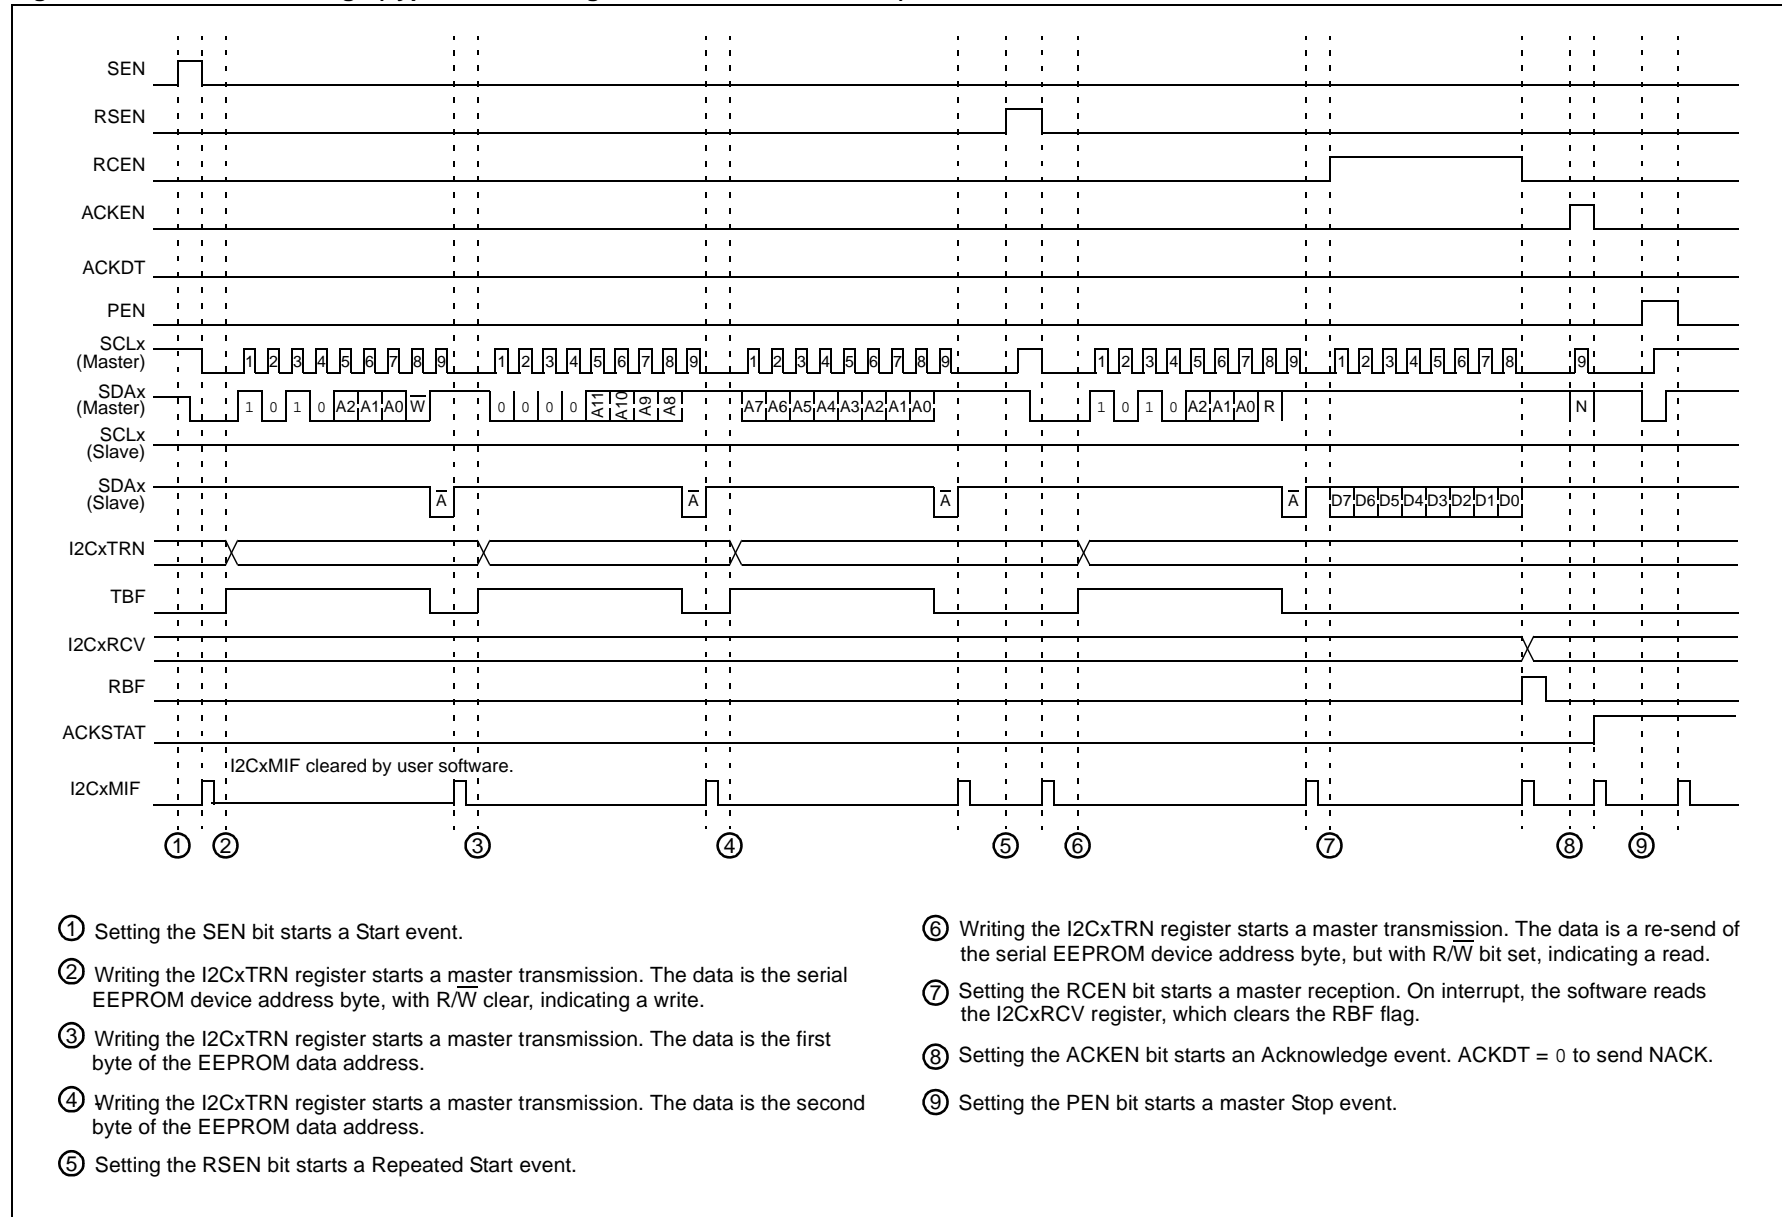 SEN
RSEN
RCEN
ACKEN
ACKDT
PEN
SCLx
(Master)
1 2 3 4 5 6 7 8 9 1 2 3 4 5 6 7 8 9 1 2 3 4 5 6 7 8 9 1 2 3 4 5 6 7 8 9 1 2 3 4 5 6 7 8 9
SDAx
(Master)
1 0 1 0 A2 A1 A0 W̅ 0 0 0 0 A11 A10 A9 A8 A7 A6 A5 A4 A3 A2 A1 A0 1 0 1 0 A2 A1 A0 R N
SCLx
(Slave)
SDAx
(Slave)
A̅ A̅ A̅ A̅ D7 D6 D5 D4 D3 D2 D1 D0
I2CxTRN
TBF
I2CxRCV
RBF
ACKSTAT
I2CxMIF cleared by user software.
I2CxMIF
1 2 3 4 5 6 7 8 9
1 Setting the SEN bit starts a Start event.
2 Writing the I2CxTRN register starts a master transmission. The data is the serial
EEPROM device address byte, with R/W̅ clear, indicating a write.
3 Writing the I2CxTRN register starts a master transmission. The data is the first
byte of the EEPROM data address.
4 Writing the I2CxTRN register starts a master transmission. The data is the second
byte of the EEPROM data address.
5 Setting the RSEN bit starts a Repeated Start event.
6 Writing the I2CxTRN register starts a master transmission. The data is a re-send of
the serial EEPROM device address byte, but with R/W̅ bit set, indicating a read.
7 Setting the RCEN bit starts a master reception. On interrupt, the software reads
the I2CxRCV register, which clears the RBF flag.
8 Setting the ACKEN bit starts an Acknowledge event. ACKDT = 0 to send NACK.
9 Setting the PEN bit starts a master Stop event.